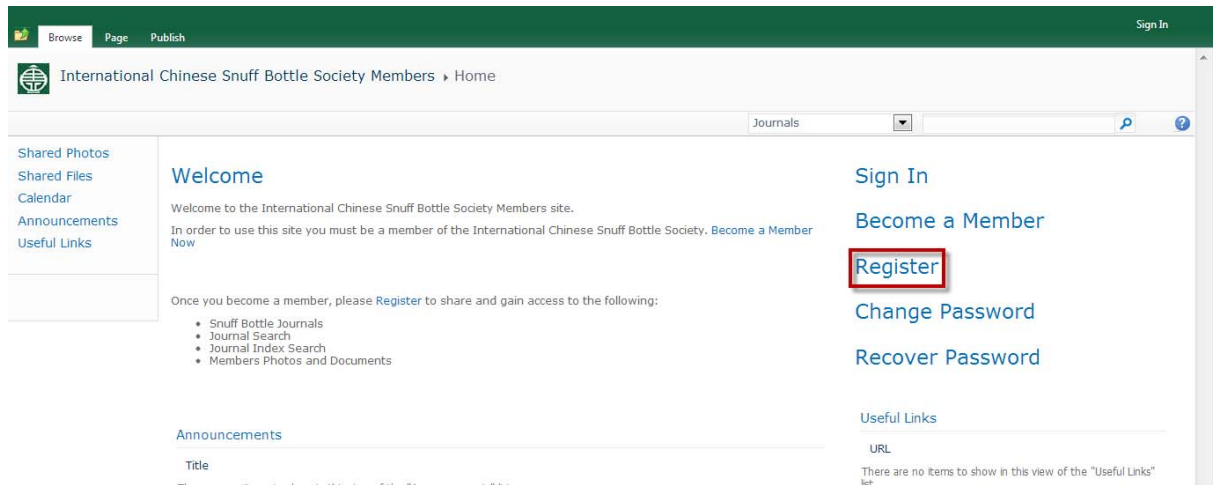 Sign In
Browse Page Publish
International Chinese Snuff Bottle Society Members ▸ Home
Journals
Shared Photos
Shared Files
Calendar
Announcements
Useful Links
Welcome
Welcome to the International Chinese Snuff Bottle Society Members site.
In order to use this site you must be a member of the International Chinese Snuff Bottle Society. Become a Member
Now
Once you become a member, please Register to share and gain access to the following:
• Snuff Bottle Journals
• Journal Search
• Journal Index Search
• Members Photos and Documents
Announcements
Title
Sign In
Become a Member
Register
Change Password
Recover Password
Useful Links
URL
There are no items to show in this view of the "Useful Links"
list